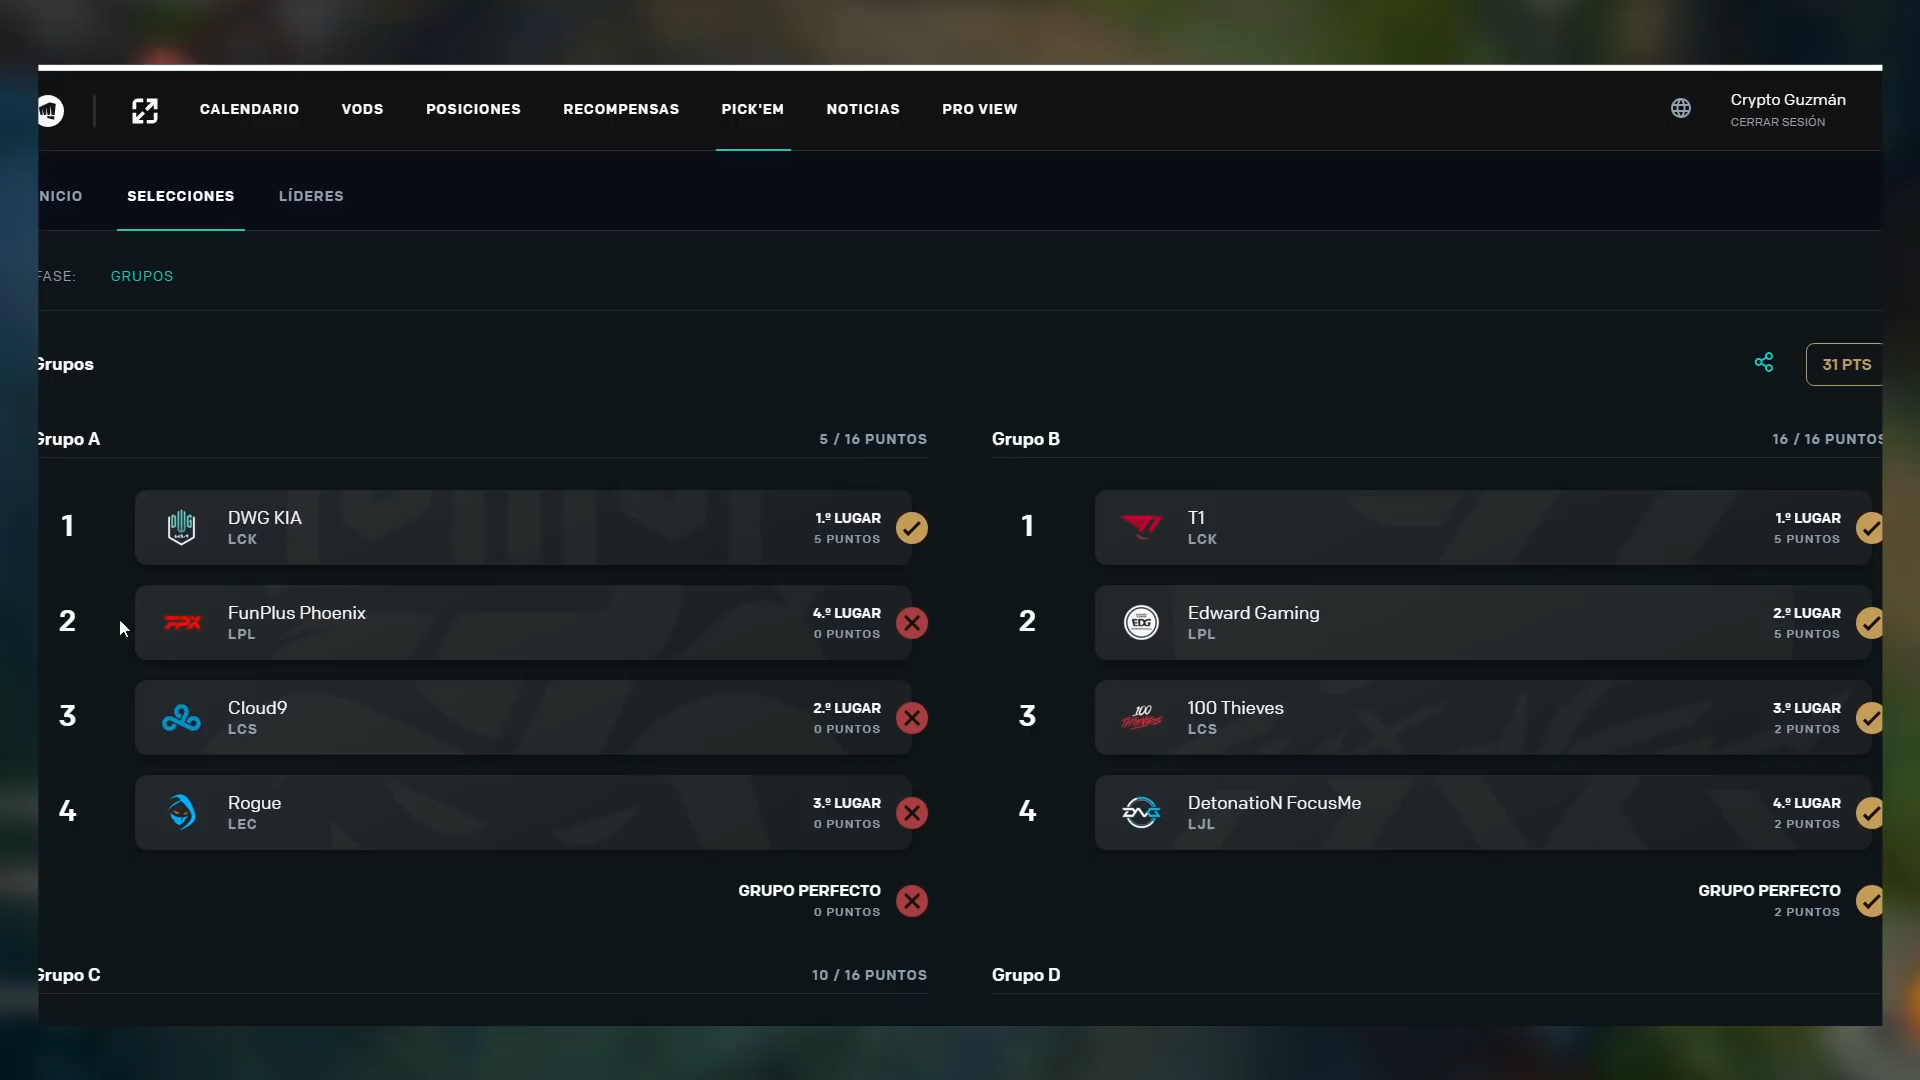 CALENDARIO VODS POSICIONES RECOMPENSAS PICK'EM NOTICIAS PRO VIEW
Crypto Guzmán
CERRAR SESIÓN
NICIO SELECCIONES LÍDERES
FASE: GRUPOS
Grupos
31 PTS
Grupo A
5 / 16 PUNTOS
1
DWG KIA
LCK
1.º LUGAR
5 PUNTOS
2
FPX
FunPlus Phoenix
LPL
4.º LUGAR
0 PUNTOS
3
Cloud9
LCS
2.º LUGAR
0 PUNTOS
4
Rogue
LEC
3.º LUGAR
0 PUNTOS
GRUPO PERFECTO
0 PUNTOS
Grupo B
16 / 16 PUNTOS
1
T1
LCK
1.º LUGAR
5 PUNTOS
2
EDG
Edward Gaming
LPL
2.º LUGAR
5 PUNTOS
3
100 THIEVES
100 Thieves
LCS
3.º LUGAR
2 PUNTOS
4
DetonatioN FocusMe
LJL
4.º LUGAR
2 PUNTOS
GRUPO PERFECTO
2 PUNTOS
Grupo C
10 / 16 PUNTOS
Grupo D